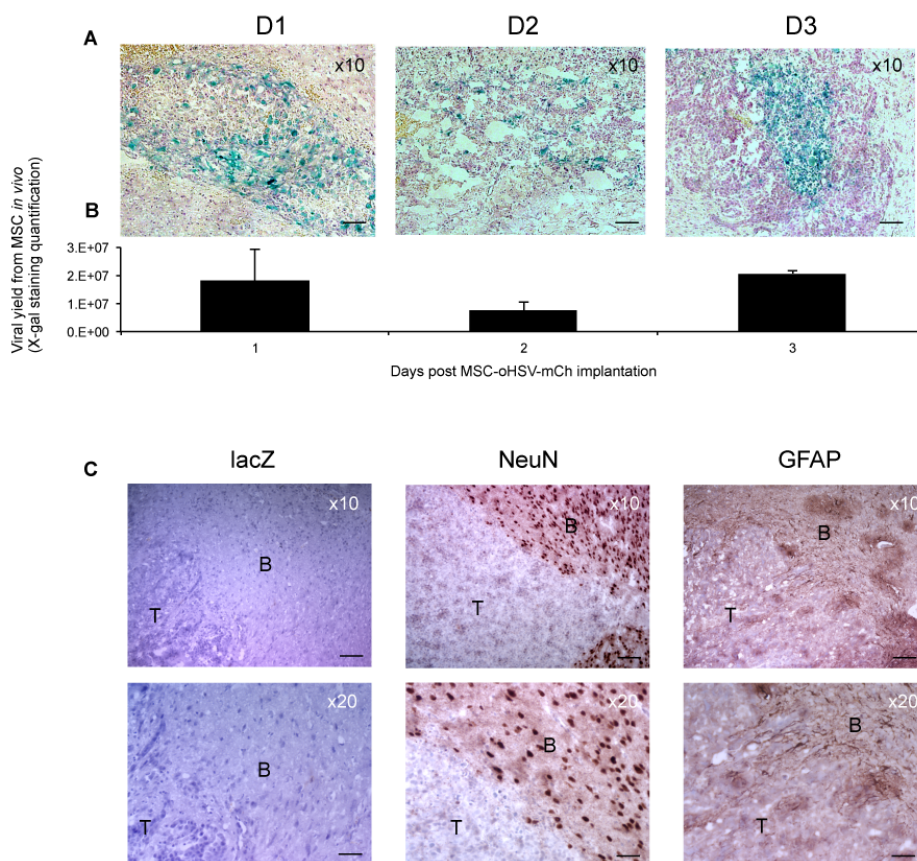 D1 D2 D3
A
x10 x10 x10
B
Viral yield from MSC in vivo
(X-gal staining quantification)
3.E+07
2.E+07
1.E+07
0.E+00
1 2 3
Days post MSC-oHSV-mCh implantation
C
lacZ NeuN GFAP
x10 x10 x10
B B B
T T T
x20 x20 x20
B B B
T T T